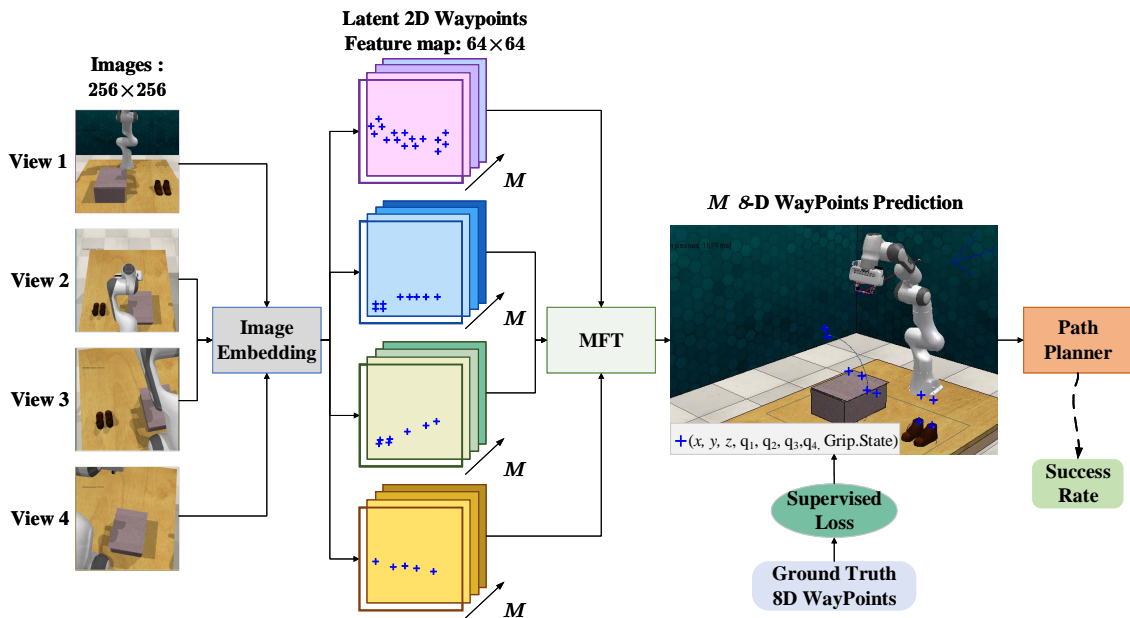 Latent 2D Waypoints
Feature map: 64×64
Images :
256×256
View 1
View 2
View 3
View 4
Image
Embedding
M
M
M
M
MFT
M 8-D WayPoints Prediction
+(x, y, z, q₁, q₂, q₃,q₄, Grip.State)
Supervised
Loss
Ground Truth
8D WayPoints
Path
Planner
Success
Rate